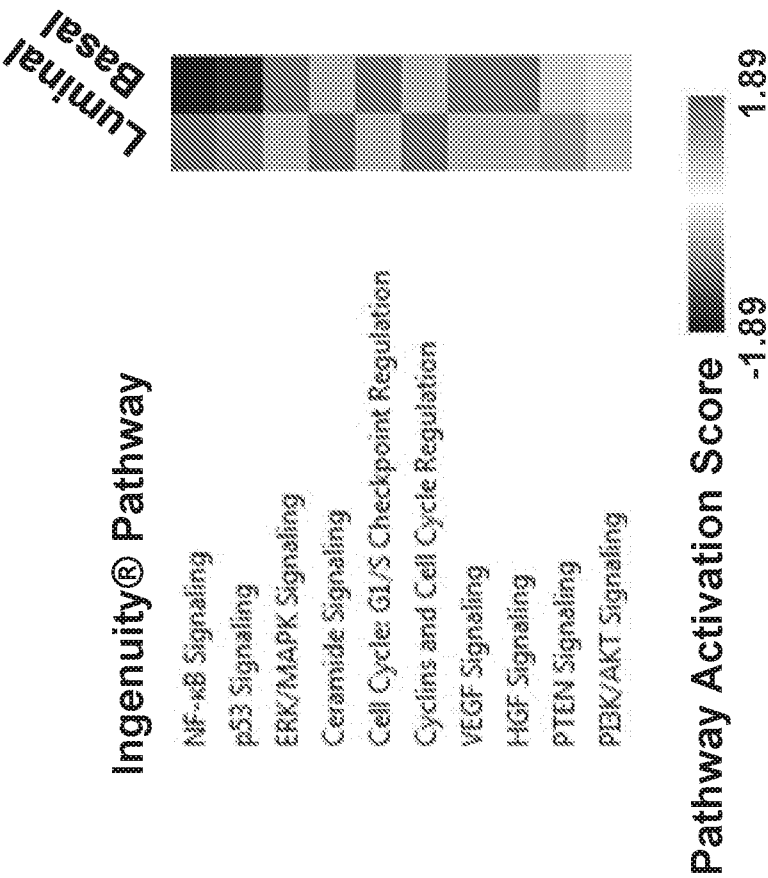 Luminal
Basal
Ingenuity® Pathway
NF-κB Signaling
p53 Signaling
ERK/MAPK Signaling
Ceramide Signaling
Cell Cycle: G1/S Checkpoint Regulation
Cyclins and Cell Cycle Regulation
VEGF Signaling
HGF Signaling
PTEN Signaling
PI3K/AKT Signaling
Pathway Activation Score
-1.89
1.89